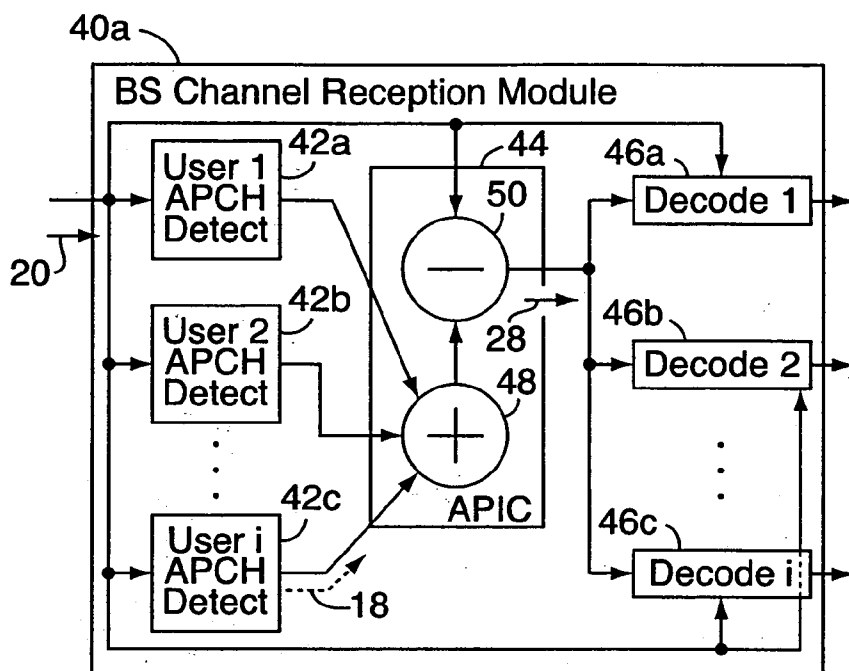 40a
BS Channel Reception Module
42a
User 1
APCH
Detect
20
42b
User 2
APCH
Detect
42c
User i
APCH
Detect
18
44
50
−
28
48
+
APIC
46a
Decode 1
46b
Decode 2
46c
Decode i